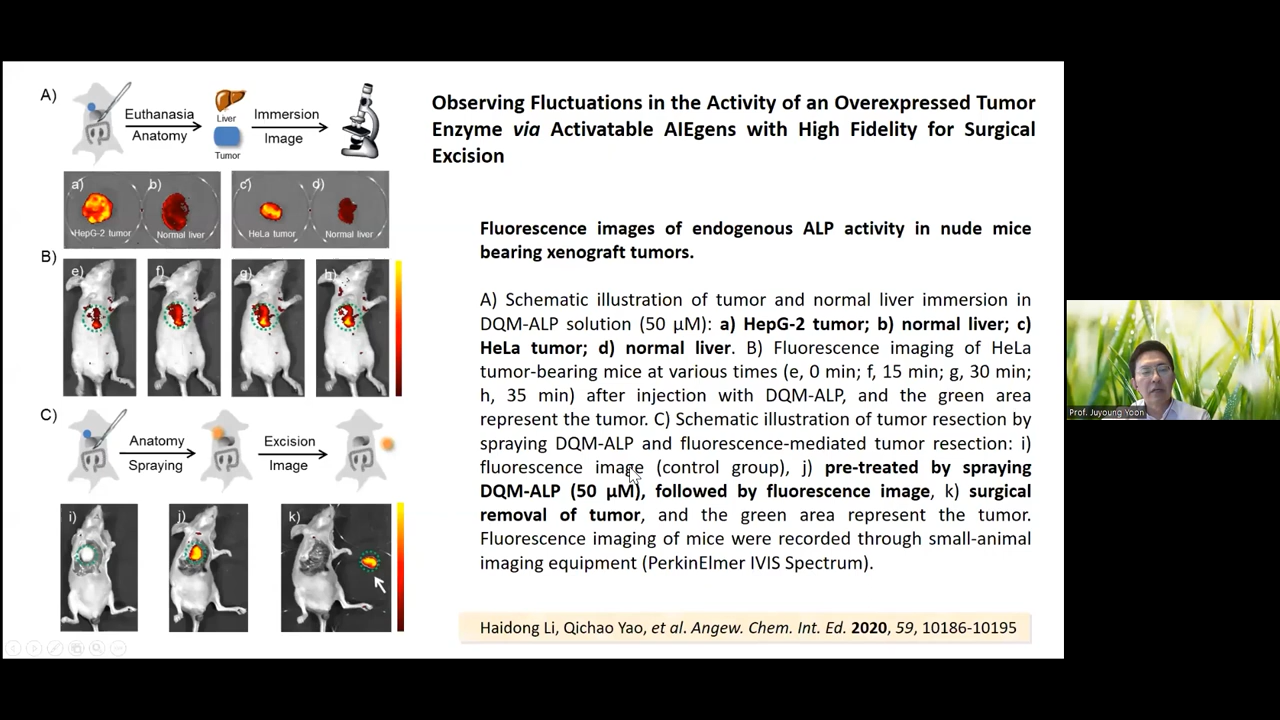 A)
Euthanasia
Anatomy
Liver
Tumor
Immersion
Image
a)
b)
c)
d)
HepG-2 tumor
Normal liver
HeLa tumor
Normal liver
B)
e)
f)
g)
h)
C)
Anatomy
Spraying
Excision
Image
i)
j)
k)
Observing Fluctuations in the Activity of an Overexpressed Tumor
Enzyme via Activatable AIEgens with High Fidelity for Surgical
Excision
Fluorescence images of endogenous ALP activity in nude mice
bearing xenograft tumors.
A) Schematic illustration of tumor and normal liver immersion in
DQM-ALP solution (50 μM): a) HepG-2 tumor; b) normal liver; c)
HeLa tumor; d) normal liver. B) Fluorescence imaging of HeLa
tumor-bearing mice at various times (e, 0 min; f, 15 min; g, 30 min;
h, 35 min) after injection with DQM-ALP, and the green area
represent the tumor. C) Schematic illustration of tumor resection by
spraying DQM-ALP and fluorescence-mediated tumor resection: i)
fluorescence image (control group), j) pre-treated by spraying
DQM-ALP (50 μM), followed by fluorescence image, k) surgical
removal of tumor, and the green area represent the tumor.
Fluorescence imaging of mice were recorded through small-animal
imaging equipment (PerkinElmer IVIS Spectrum).
Haidong Li, Qichao Yao, et al. Angew. Chem. Int. Ed. 2020, 59, 10186-10195
Prof. Juyoung Yoon